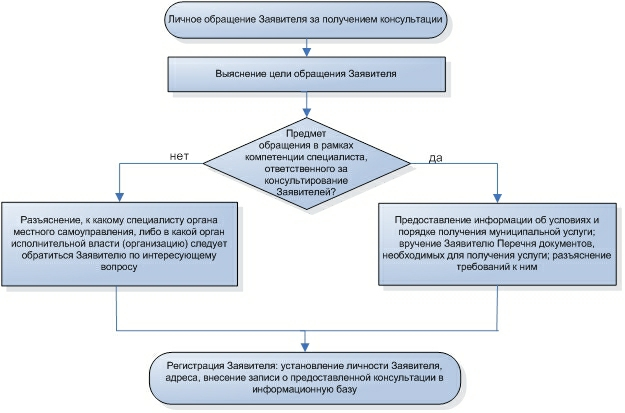 Личное обращение Заявителя за получением консультации
Выяснение цели обращения Заявителя
Предмет
обращения в рамках
компетенции специалиста,
ответственного за
консультирование
Заявителей?
нет
да
Разъяснение, к какому специалисту органа
местного самоуправления, либо в какой орган
исполнительной власти (организацию) следует
обратиться Заявителю по интересующему
вопросу
Предоставление информации об условиях и
порядке получения муниципальной услуги;
вручение Заявителю Перечня документов,
необходимых для получения услуги; разъяснение
требований к ним
Регистрация Заявителя: установление личности Заявителя,
адреса, внесение записи о предоставленной консультации в
информационную базу